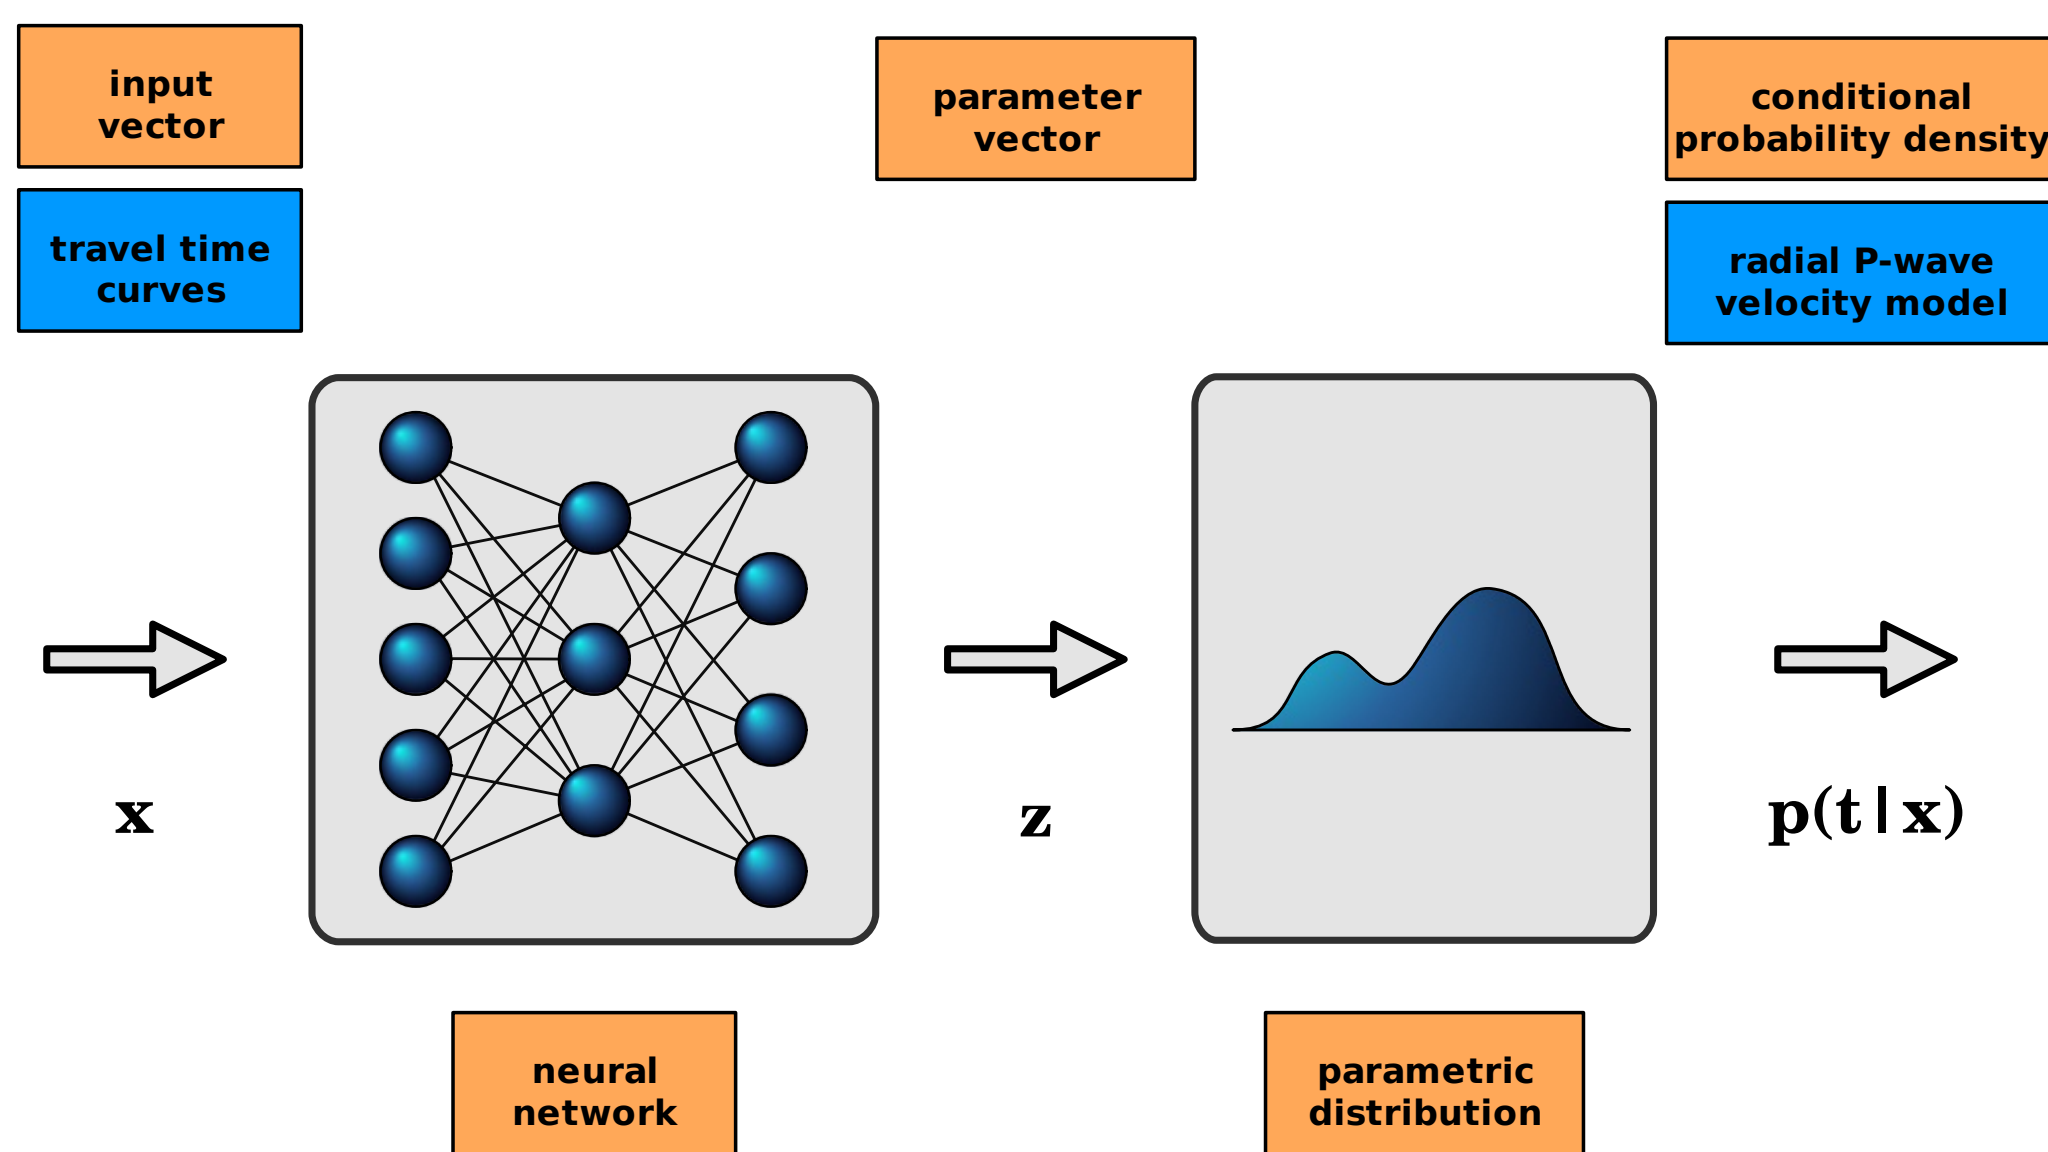 input
vector
travel time
curves
parameter
vector
conditional
probability density
radial P-wave
velocity model
x
z
p(t|x)
neural
network
parametric
distribution